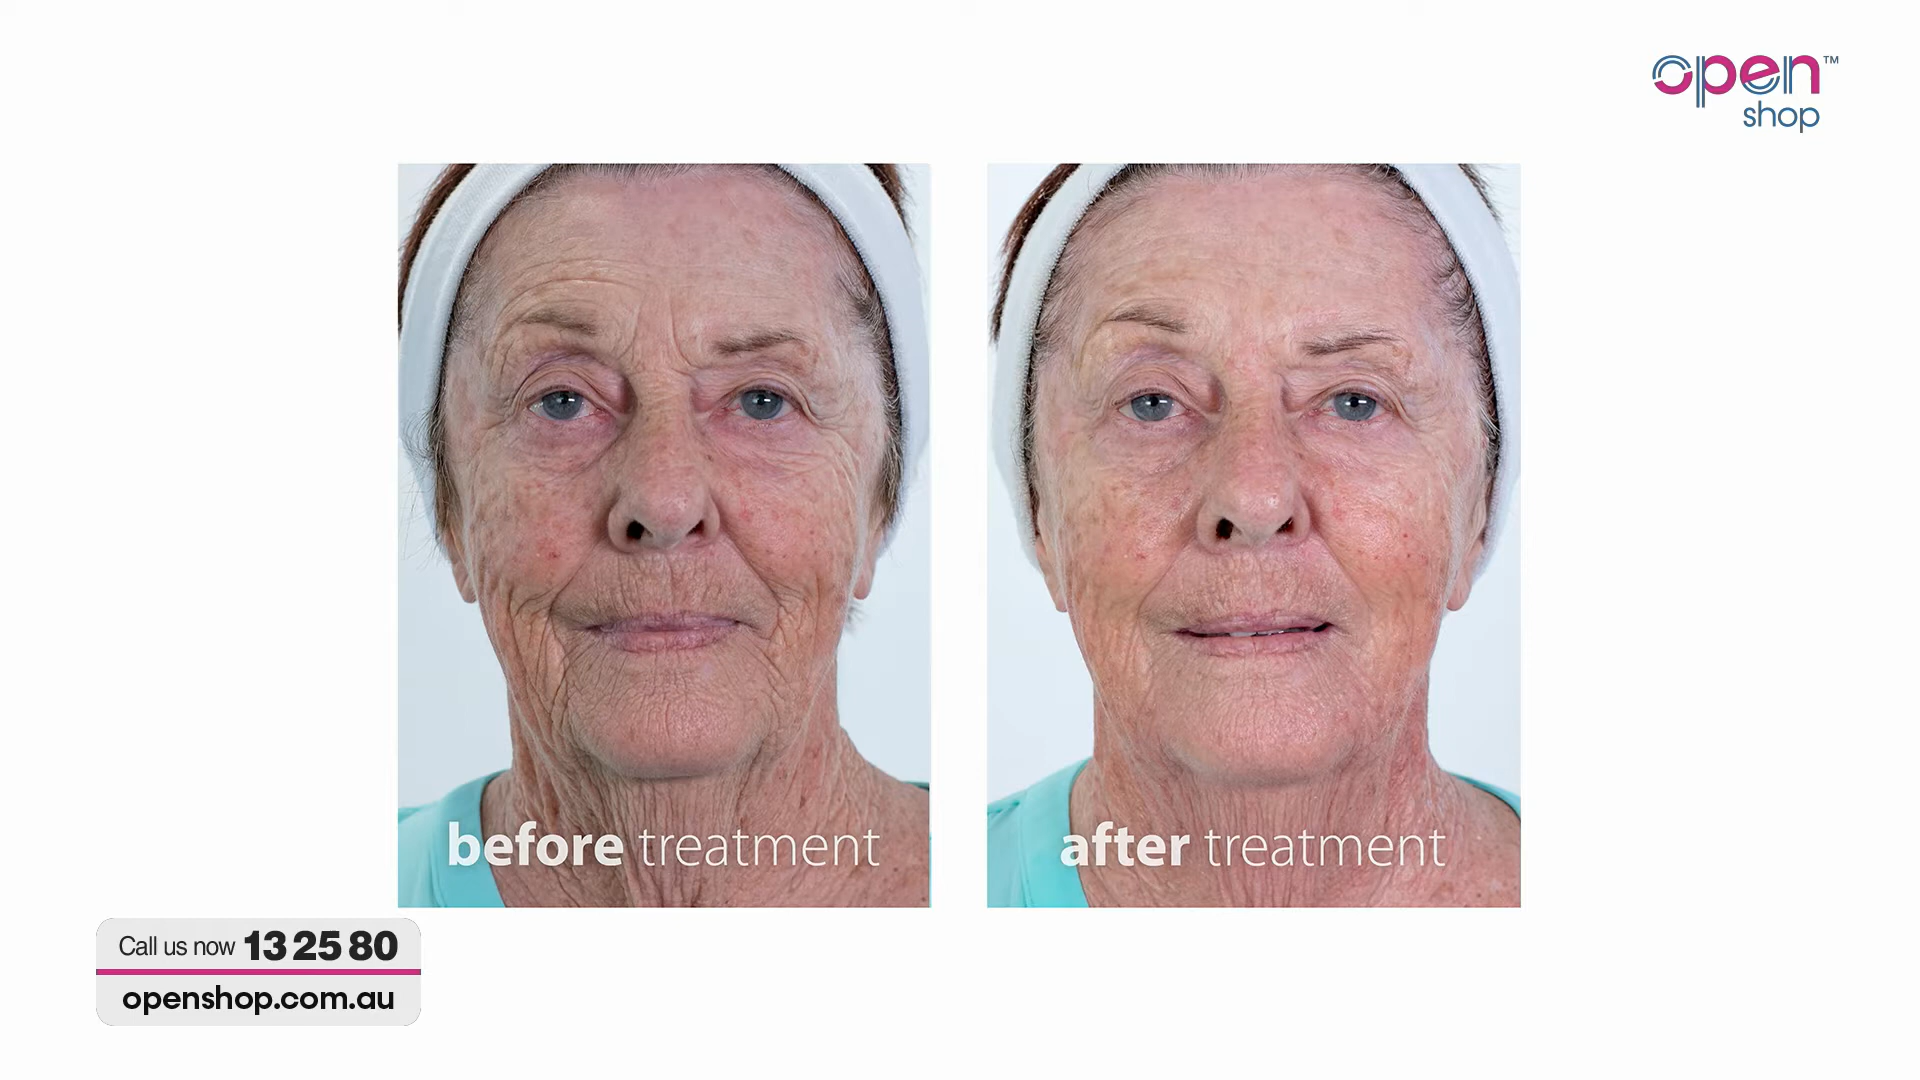 open™
shop
before treatment
after treatment
Call us now 13 25 80
openshop.com.au